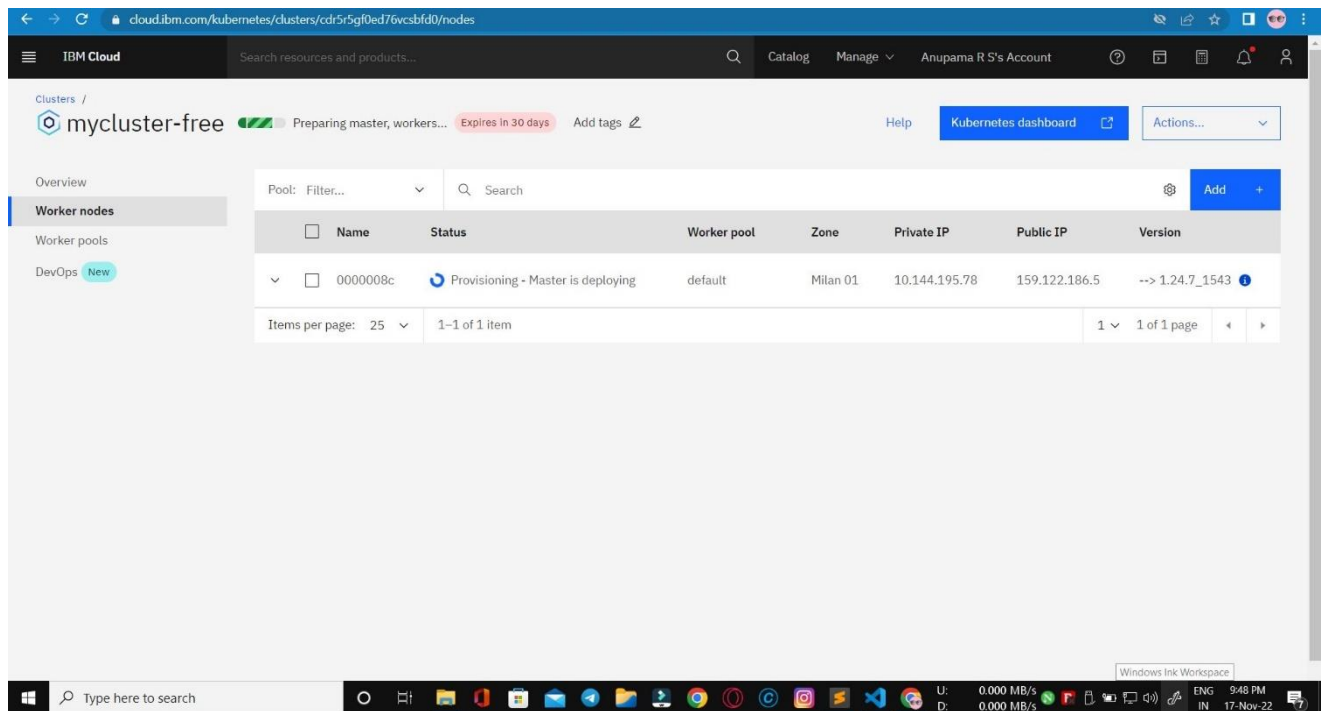 cloud.ibm.com/kubernetes/clusters/cdr5r5gf0ed76vcsbfd0/nodes
IBM Cloud Search resources and products... Catalog Manage Anupama R S's Account
Clusters /
mycluster-free Preparing master, workers... Expires in 30 days Add tags Help Kubernetes dashboard Actions...
Overview
Worker nodes
Worker pools
DevOps New
Pool: Filter... Search Add +
Name Status Worker pool Zone Private IP Public IP Version
0000008c Provisioning - Master is deploying default Milan 01 10.144.195.78 159.122.186.5 --> 1.24.7_1543
Items per page: 25 1–1 of 1 item 1 1 of 1 page
Windows Ink Workspace
Type here to search
U: 0.000 MB/s
D: 0.000 MB/s
ENG 9:48 PM
IN 17-Nov-22
7